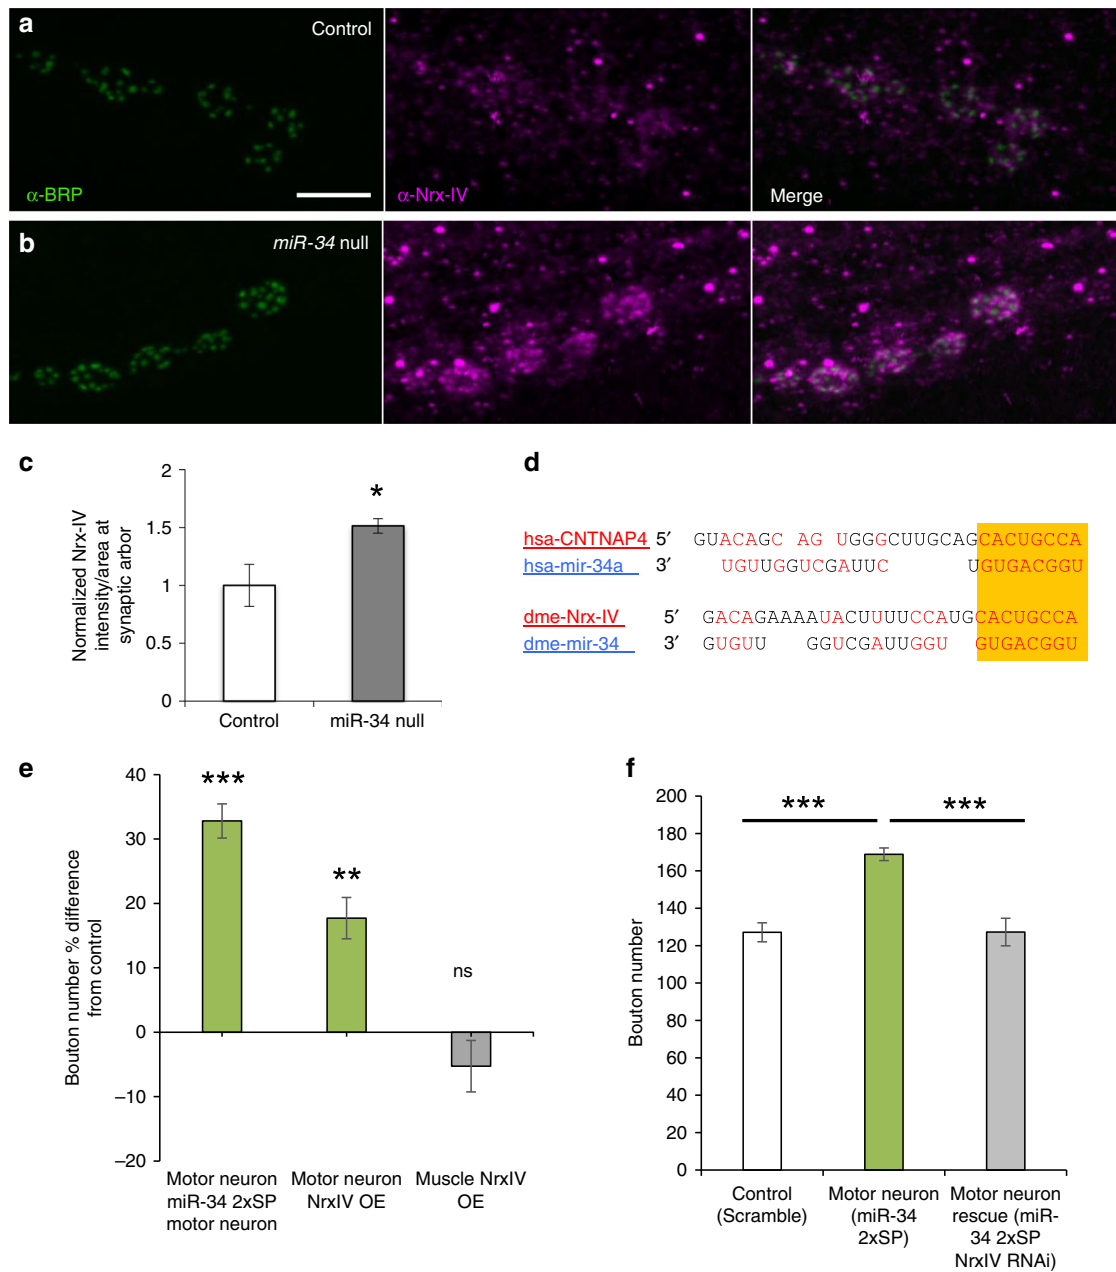 a
Control
α-BRP
α-Nrx-IV
Merge
b
miR-34 null
c
Normalized Nrx-IV
intensity/area at
synaptic arbor
2
1.5
1
0.5
0
*
Control
miR-34 null
d
hsa-CNTNAP4 5′ GUACAGC AG UGGGCUUGCAGCACUGCCA
hsa-mir-34a 3′ UGUUGGUCGAUUC UGUGACGGU
dme-Nrx-IV 5′ GACAGAAAAUACUUUUCCAUGCACUGCCA
dme-mir-34 3′ GUGUU GGUCGAUUGGU GUGACGGU
e
Bouton number % difference
from control
40
30
20
10
0
–10
–20
***
**
ns
Motor neuron
miR-34 2xSP
motor neuron
Motor neuron
NrxIV OE
Muscle NrxIV
OE
f
Bouton number
200
180
160
140
120
100
80
60
40
20
0
***
***
Control
(Scramble)
Motor neuron
(miR-34
2xSP)
Motor neuron
rescue (miR-
34 2xSP
NrxIV RNAi)